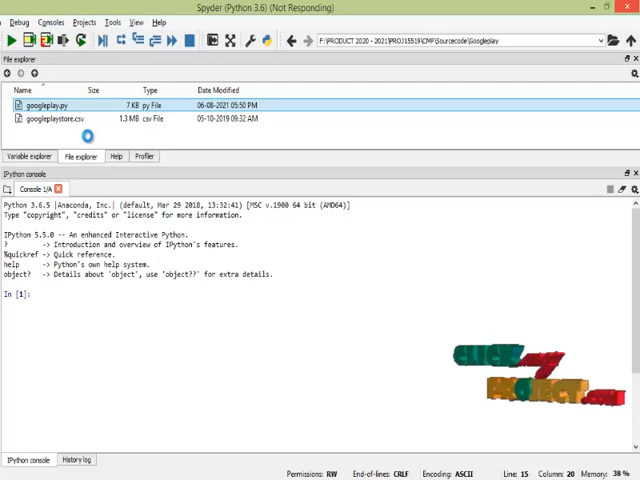 Spyder (Python 3.6) (Not Responding)
Debug Consoles Projects Tools View Help
F:\PRODUCT 2020 - 2021\PROJ15519\CMP\Sourcecode\Googleplay
File explorer
Name Size Type Date Modified
googleplay.py 7 KB py File 06-08-2021 05:50 PM
googleplaystore.csv 1.3 MB csv File 05-10-2019 09:32 AM
Variable explorer File explorer Help Profiler
IPython console
Console 1/A
Python 3.6.5 |Anaconda, Inc.| (default, Mar 29 2018, 13:32:41) [MSC v.1900 64 bit (AMD64)]
Type "copyright", "credits" or "license" for more information.
IPython 5.5.0 -- An enhanced Interactive Python.
? -> Introduction and overview of IPython's features.
%quickref -> Quick reference.
help -> Python's own help system.
object? -> Details about 'object', use 'object??' for extra details.
In [1]:
CLICK
IPython console History log
Permissions: RW End-of-lines: CRLF Encoding: ASCII Line: 15 Column: 20 Memory: 38 %